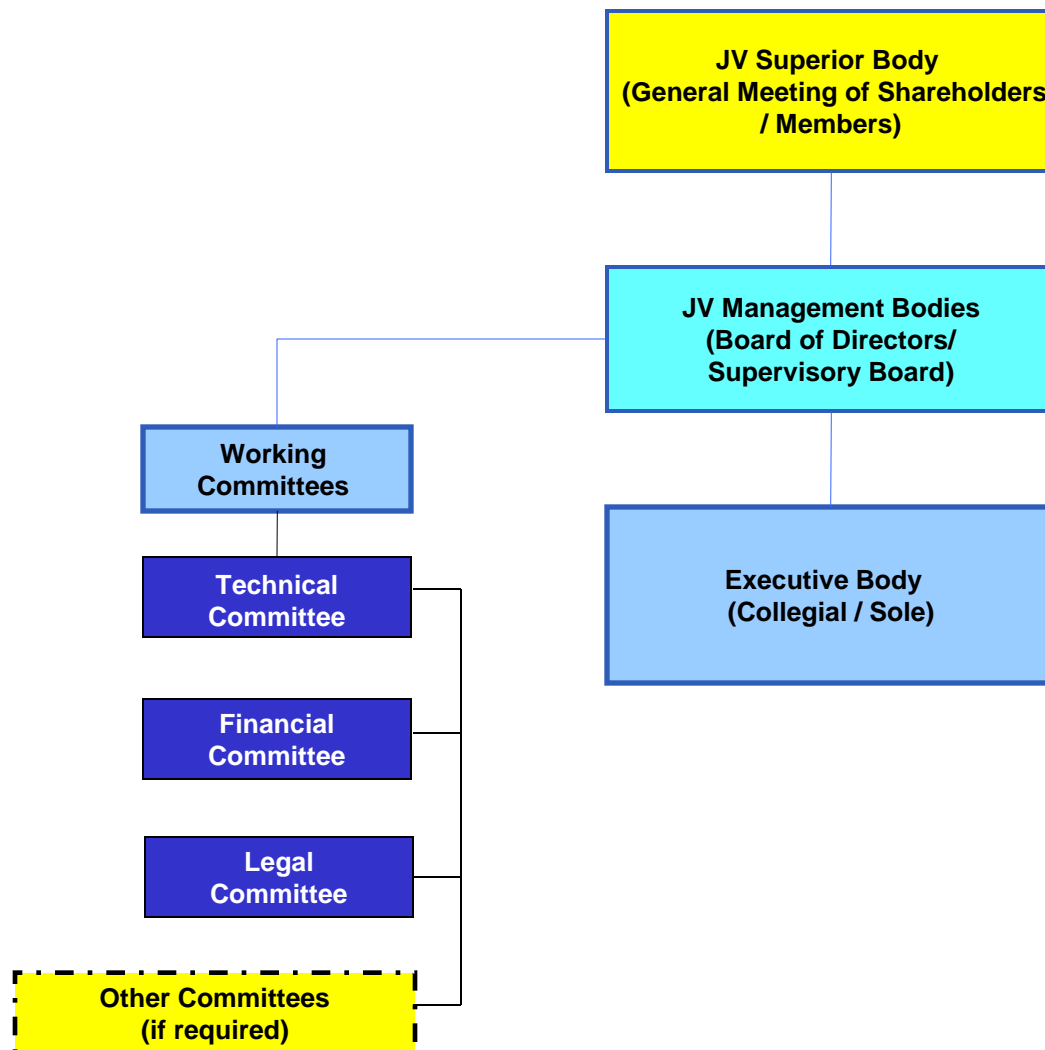 JV Superior Body
(General Meeting of Shareholders
/ Members)
JV Management Bodies
(Board of Directors/
Supervisory Board)
Working
Committees
Executive Body
(Collegial / Sole)
Technical
Committee
Financial
Committee
Legal
Committee
Other Committees
(if required)